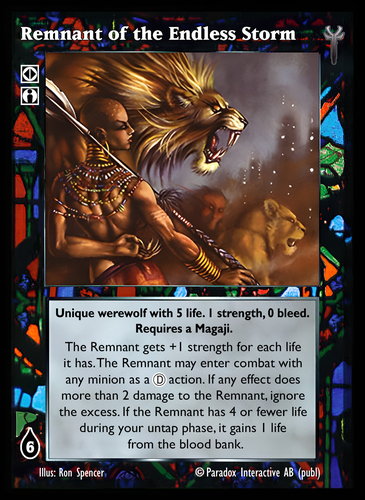 Remnant of the Endless Storm
Unique werewolf with 5 life. 1 strength, 0 bleed.
Requires a Magaji.
The Remnant gets +1 strength for each life
it has. The Remnant may enter combat with
any minion as a Ⓓ action. If any effect does
more than 2 damage to the Remnant, ignore
the excess. If the Remnant has 4 or fewer life
during your untap phase, it gains 1 life
from the blood bank.
6
Illus: Ron Spencer
© Paradox Interactive AB (publ)